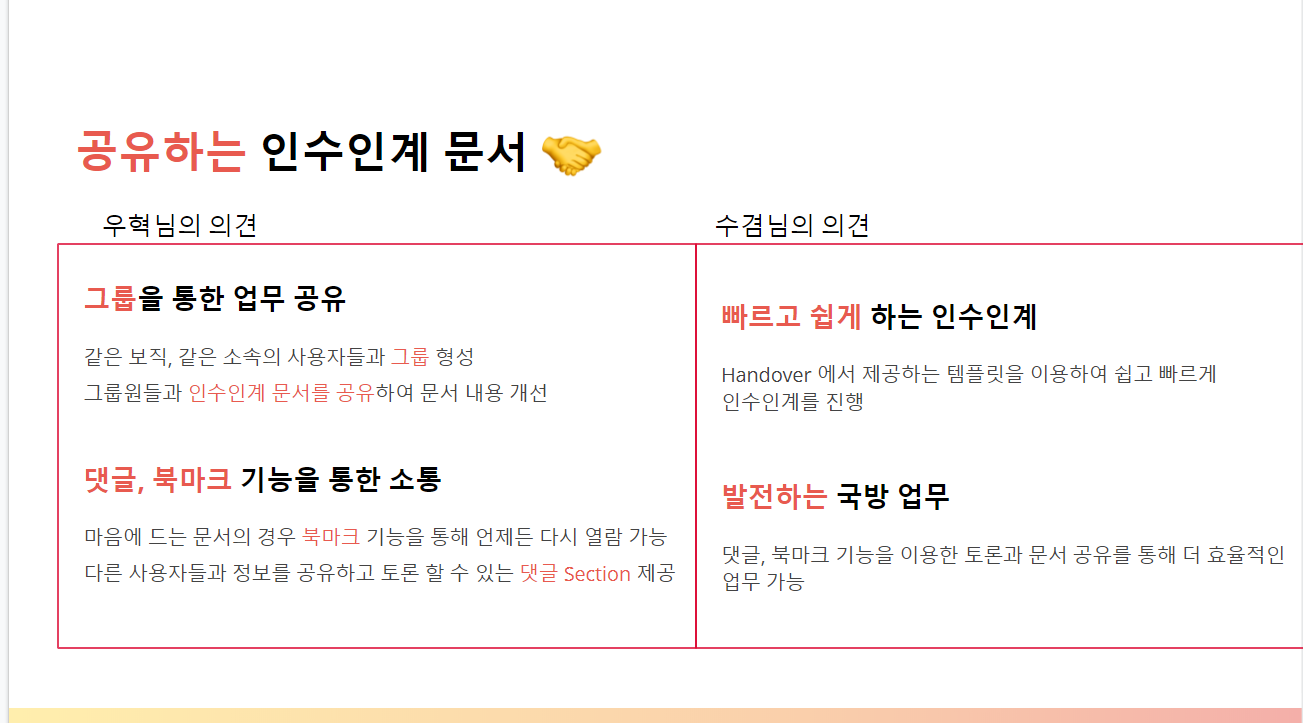 공유하는 인수인계 문서 🤝
우혁님의 의견
그룹을 통한 업무 공유
같은 보직, 같은 소속의 사용자들과 그룹 형성
그룹원들과 인수인계 문서를 공유하여 문서 내용 개선
댓글, 북마크 기능을 통한 소통
마음에 드는 문서의 경우 북마크 기능을 통해 언제든 다시 열람 가능
다른 사용자들과 정보를 공유하고 토론 할 수 있는 댓글 Section 제공
수겸님의 의견
빠르고 쉽게 하는 인수인계
Handover 에서 제공하는 템플릿을 이용하여 쉽고 빠르게
인수인계를 진행
발전하는 국방 업무
댓글, 북마크 기능을 이용한 토론과 문서 공유를 통해 더 효율적인
업무 가능